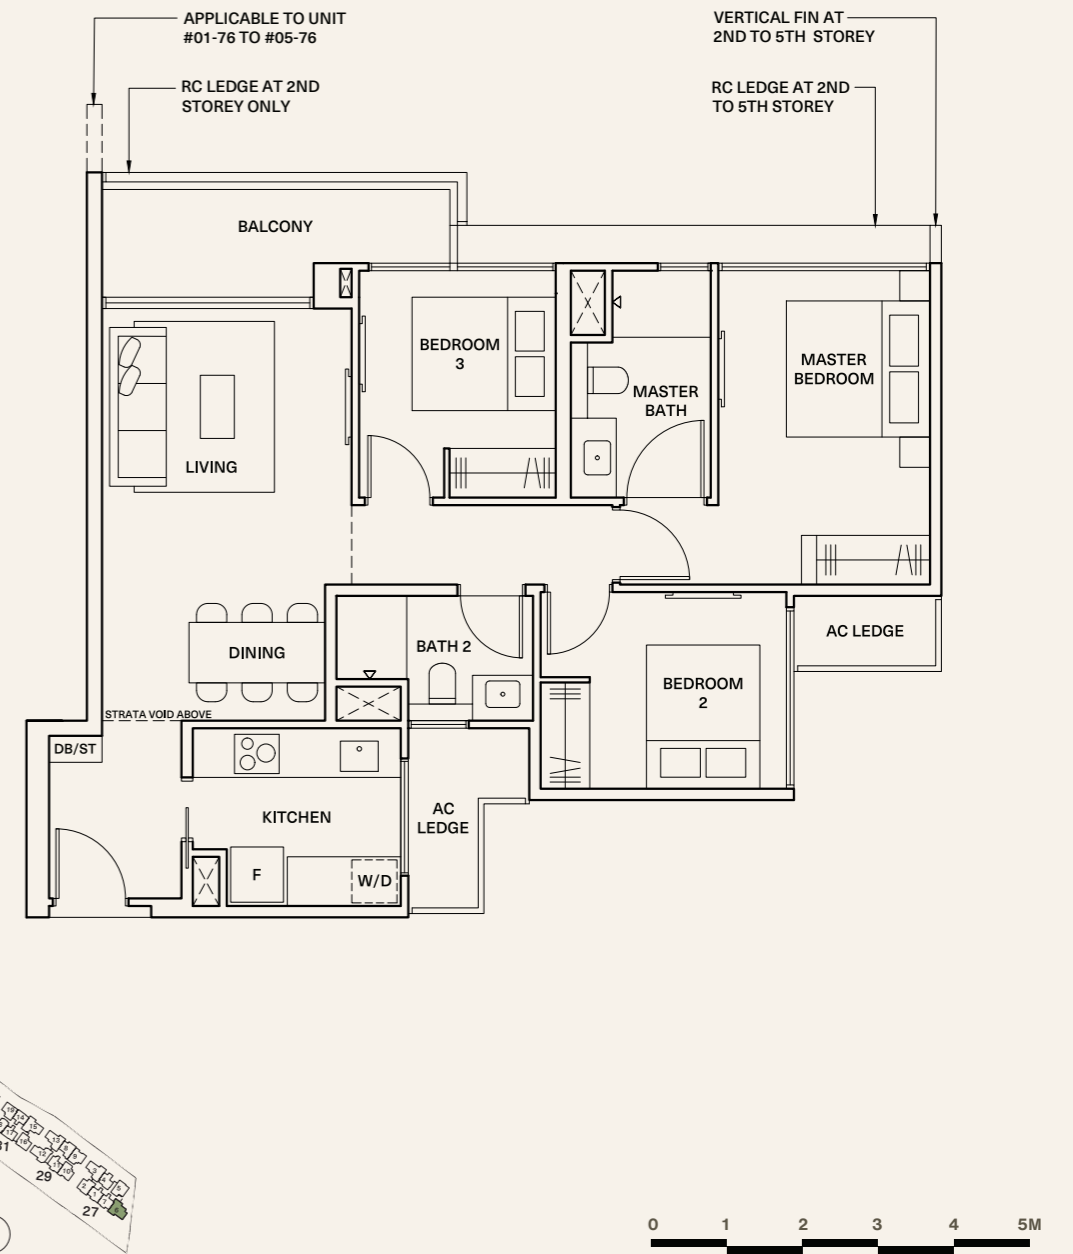 APPLICABLE TO UNIT
#01-76 TO #05-76
VERTICAL FIN AT
2ND TO 5TH STOREY
RC LEDGE AT 2ND
STOREY ONLY
RC LEDGE AT 2ND
TO 5TH STOREY
BALCONY
BEDROOM
3
MASTER
BATH
MASTER
BEDROOM
LIVING
DINING
BATH 2
BEDROOM
2
AC LEDGE
STRATA VOID ABOVE
DB/ST
KITCHEN
AC
LEDGE
F
W/D
29
27
0 1 2 3 4 5M